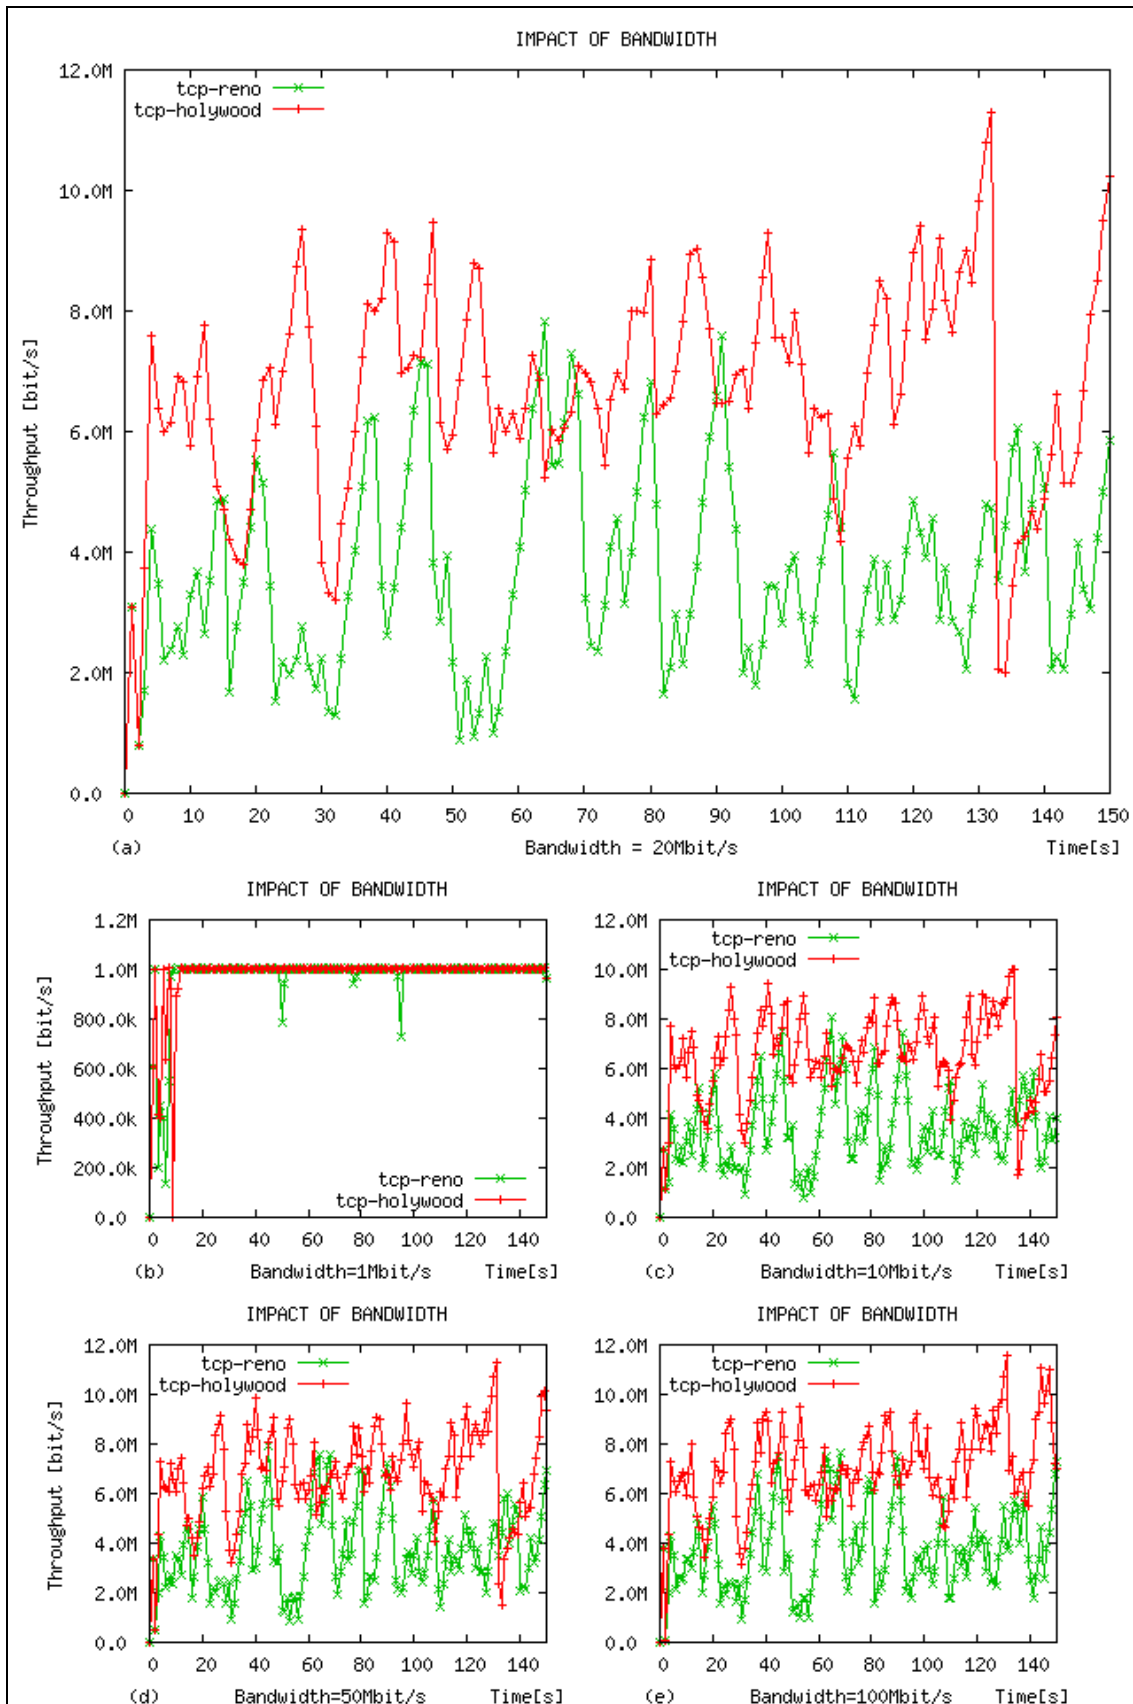 IMPACT OF BANDWIDTH
12.0M
tcp-reno
tcp-holywood
10.0M
8.0M
Throughput [bit/s]
6.0M
4.0M
2.0M
0.0
0 10 20 30 40 50 60 70 80 90 100 110 120 130 140 150
(a) Bandwidth = 20Mbit/s Time[s]
IMPACT OF BANDWIDTH
1.2M
1.0M
800.0k
Throughput [bit/s]
600.0k
400.0k
200.0k
tcp-reno
tcp-holywood
0.0
0 20 40 60 80 100 120 140
(b) Bandwidth=1Mbit/s Time[s]
IMPACT OF BANDWIDTH
12.0M
tcp-reno
tcp-holywood
10.0M
8.0M
6.0M
4.0M
2.0M
0.0
0 20 40 60 80 100 120 140
(c) Bandwidth=10Mbit/s Time[s]
IMPACT OF BANDWIDTH
12.0M
tcp-reno
tcp-holywood
10.0M
8.0M
Throughput [bit/s]
6.0M
4.0M
2.0M
0.0
0 20 40 60 80 100 120 140
(d) Bandwidth=50Mbit/s Time[s]
IMPACT OF BANDWIDTH
12.0M
tcp-reno
tcp-holywood
10.0M
8.0M
6.0M
4.0M
2.0M
0.0
0 20 40 60 80 100 120 140
(e) Bandwidth=100Mbit/s Time[s]